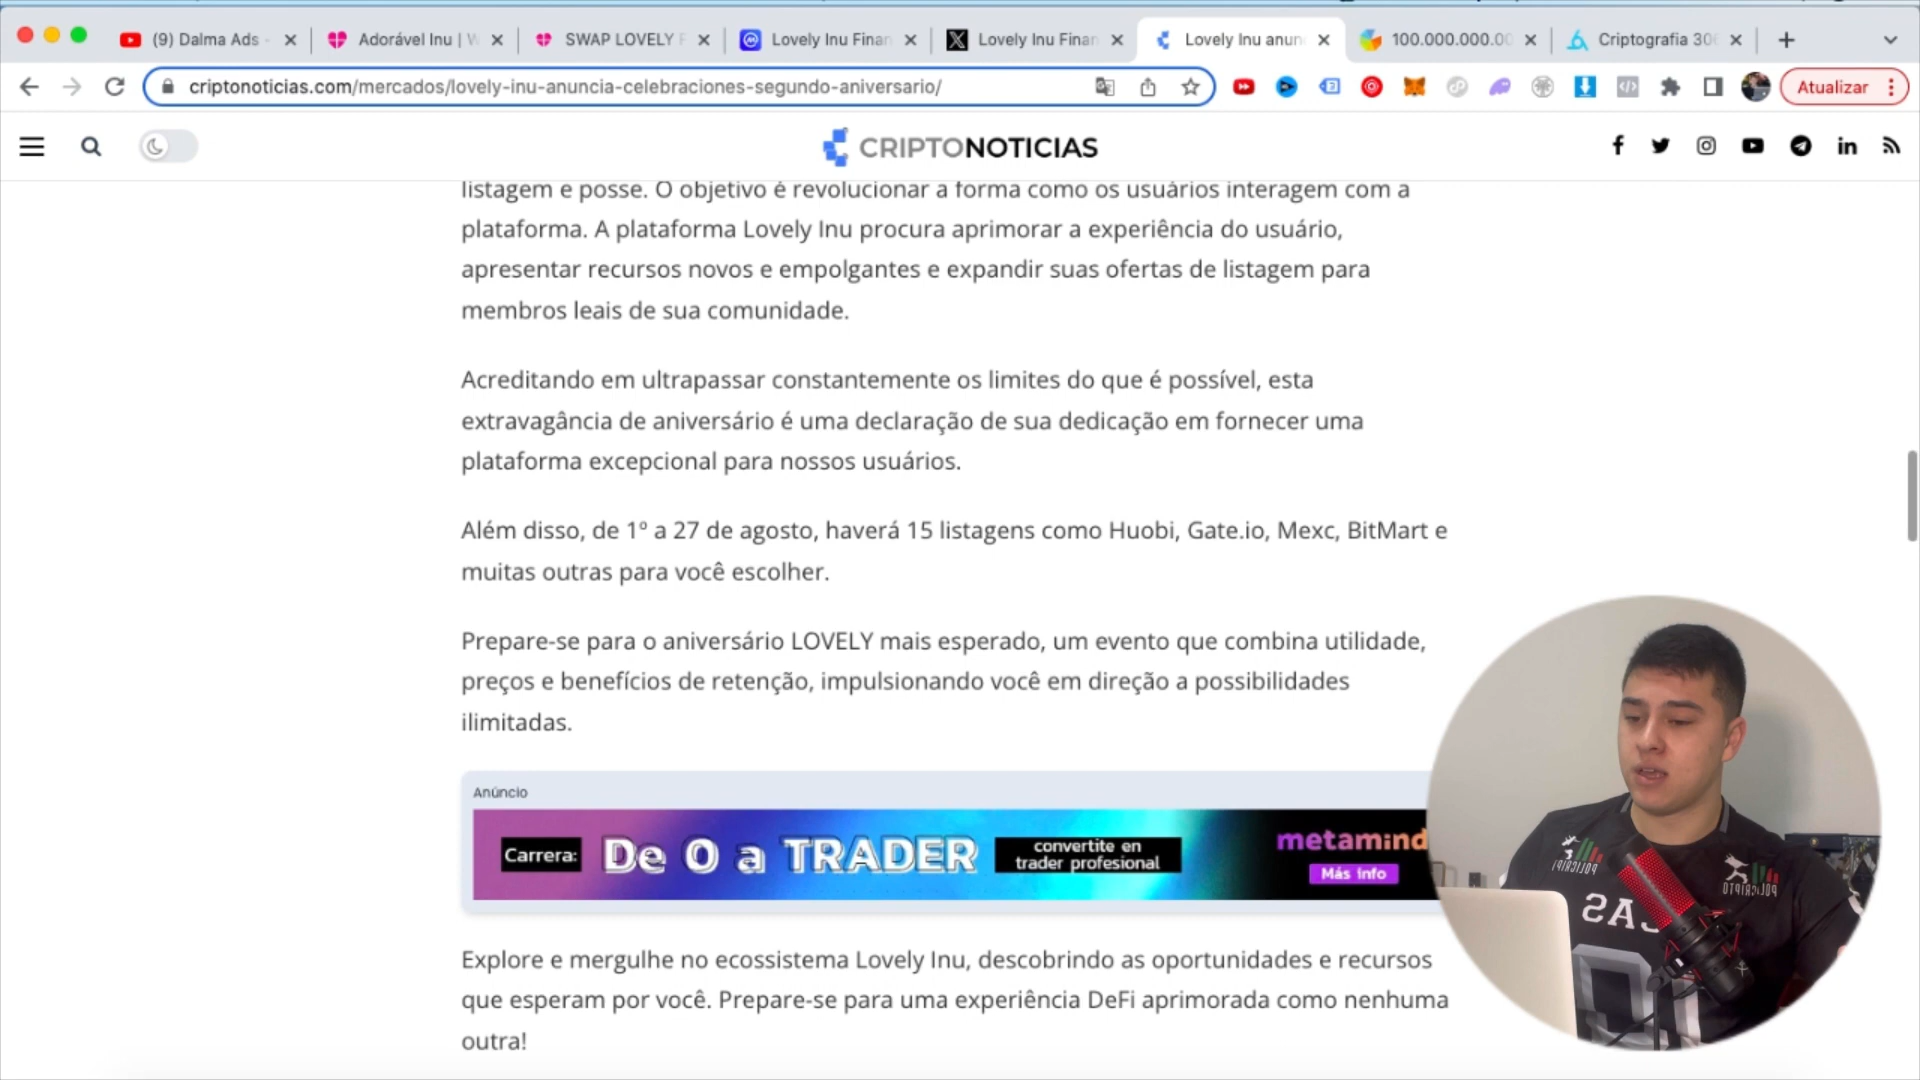 (9) Dalma Ads -
Adorável Inu | W
SWAP LOVELY F
Lovely Inu Finan
Lovely Inu Finan
Lovely Inu anun
100.000.000.00
Criptografia 306
criptonoticias.com/mercados/lovely-inu-anuncia-celebraciones-segundo-aniversario/
Atualizar
CRIPTONOTICIAS
listagem e posse. O objetivo é revolucionar a forma como os usuários interagem com a
plataforma. A plataforma Lovely Inu procura aprimorar a experiência do usuário,
apresentar recursos novos e empolgantes e expandir suas ofertas de listagem para
membros leais de sua comunidade.
Acreditando em ultrapassar constantemente os limites do que é possível, esta
extravagância de aniversário é uma declaração de sua dedicação em fornecer uma
plataforma excepcional para nossos usuários.
Além disso, de 1º a 27 de agosto, haverá 15 listagens como Huobi, Gate.io, Mexc, BitMart e
muitas outras para você escolher.
Prepare-se para o aniversário LOVELY mais esperado, um evento que combina utilidade,
preços e benefícios de retenção, impulsionando você em direção a possibilidades
ilimitadas.
Anúncio
Carrera:
De 0 a TRADER
convertite en
trader profesional
metamind
Más info
Explore e mergulhe no ecossistema Lovely Inu, descobrindo as oportunidades e recursos
que esperam por você. Prepare-se para uma experiência DeFi aprimorada como nenhuma
outra!